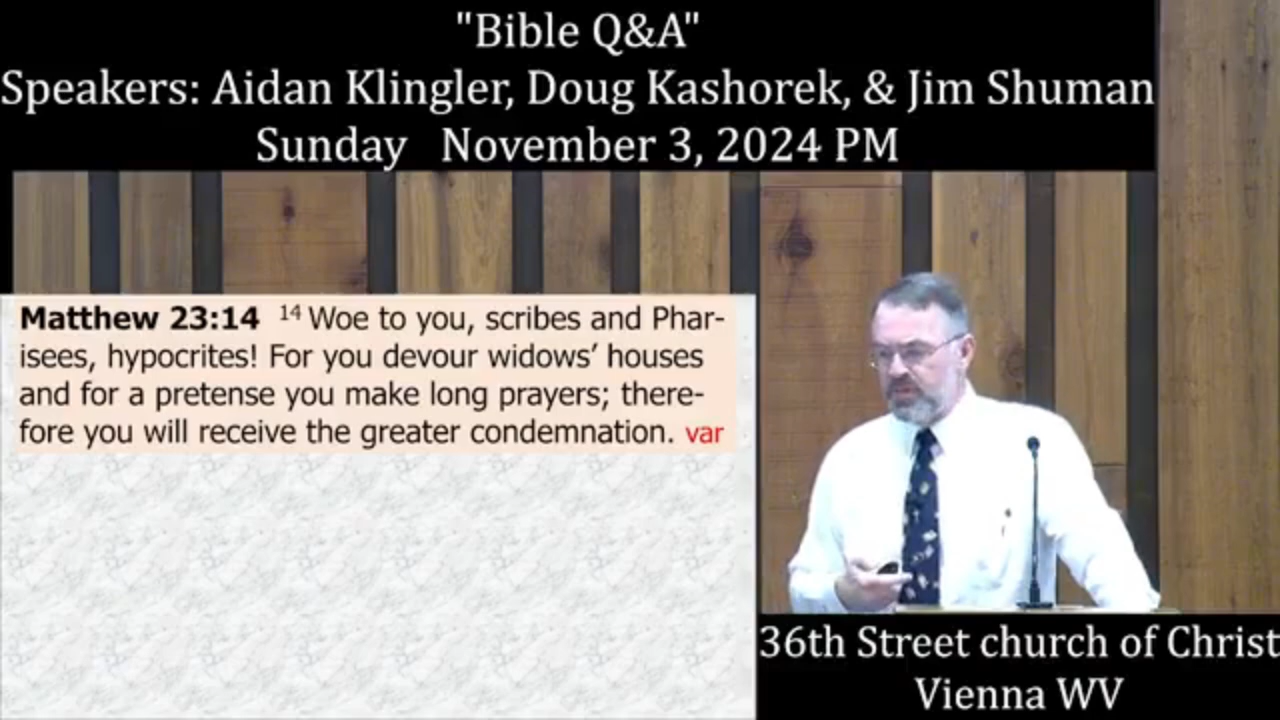 "Bible Q&A"
Speakers: Aidan Klingler, Doug Kashorek, & Jim Shuman
Sunday   November 3, 2024 PM
Matthew 23:14 ¹⁴ Woe to you, scribes and Phar-
isees, hypocrites! For you devour widows’ houses
and for a pretense you make long prayers; there-
fore you will receive the greater condemnation. var
36th Street church of Christ
Vienna WV